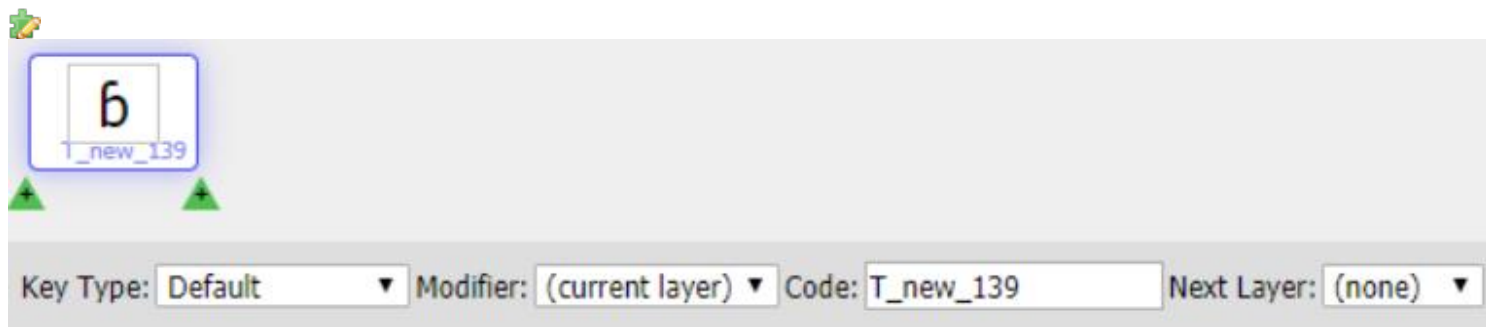 ɓ
T_new_139
+ +
Key Type: Default ▼ Modifier: (current layer) ▼ Code: T_new_139 Next Layer: (none) ▼